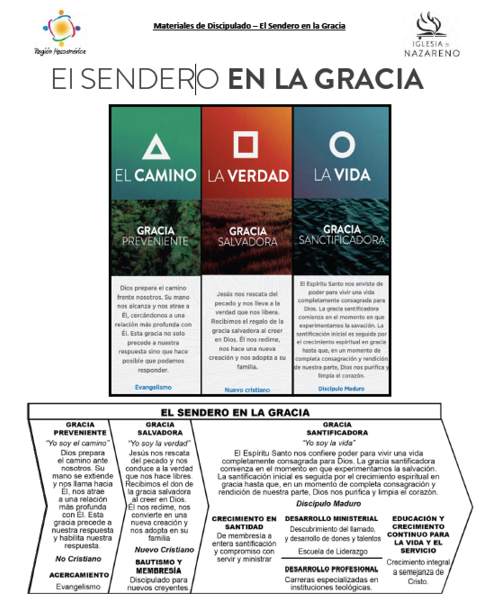 Región Mesoamérica
Materiales de Discipulado – El Sendero en la Gracia
IGLESIA DEL
NAZARENO
El SENDERO EN LA GRACIA
EL CAMINO
GRACIA
PREVENIENTE
Dios prepara el camino
frente nosotros. Su mano
nos alcanza y nos atrae a
Él, cercándonos a una
relación más profunda con
Él. Esta gracia no solo
precede a nuestra
respuesta sino que hace
posible que podamos
responder.
Evangelismo
LA VERDAD
GRACIA
SALVADORA
Jesús nos rescata del
pecado y nos lleva a la
verdad que nos libera.
Recibimos el regalo de la
gracia salvadora al creer
en Dios. Él nos redime,
nos hace una nueva
creación y nos adopta a su
familia.
Nuevo cristiano
LA VIDA
GRACIA
SANCTIFICADORA
El Espíritu Santo nos enviste de
poder para vivir una vida
completamente consagrada para
Dios. La gracia santificadora
comienza en el momento en que
experimentamos la savación. La
santificación inicial es seguida por
el crecimiento espiritual en gracia
hasta que, en un momento de
completa consagración y rendición
de nuestra parte, Dios nos purifica y
limpia el corazón.
Discípulo Maduro
EL SENDERO EN LA GRACIA
GRACIA
PREVENIENTE
"Yo soy el camino"
Dios prepara
el camino ante
nosotros. Su
mano se extiende
y nos llama hacia
Él, nos atrae
a una relación
más profunda
con Él. Esta
gracia precede a
nuestra respuesta
y habilita nuestra
respuesta.
No Cristiano
ACERCAMIENTO
Evangelismo
GRACIA
SALVADORA
"Yo soy la verdad"
Jesús nos rescata
del pecado y nos
conduce a la verdad
que nos hace libres.
Recibimos el don de
la gracia salvadora
al creer en Dios.
Él nos redime, nos
convierte en una
nueva creación y
nos adopta en su
familia
Nuevo Cristiano
BAUTISMO Y
MEMBRESÍA
Discipulado para
nuevos creyentes.
GRACIA
SANTIFICADORA
"Yo soy la vida"
El Espíritu Santo nos confiere poder para vivir una vida
completamente consagrada para Dios. La gracia santificadora
comienza en el momento en que experimentamos la salvación.
La santificación inicial es seguida por el crecimiento espiritual en
gracia hasta que, en un momento de completa consagración y
rendición de nuestra parte, Dios nos purifica y limpia el corazón.
Discípulo Maduro
CRECIMIENTO EN
SANTIDAD
De membresía a
entera santificación
y compromiso con
servir y ministrar
DESARROLLO MINISTERIAL
Descubrimiento del llamado,
y desarrollo de dones y talentos
Escuela de Liderazgo
DESARROLLO PROFESIONAL
Carreras especializadas en
instituciones teológicas.
EDUCACIÓN Y
CRECIMIENTO
CONTINUO PARA
LA VIDA Y EL
SERVICIO
Crecimiento integral
a semejanza de
Cristo.